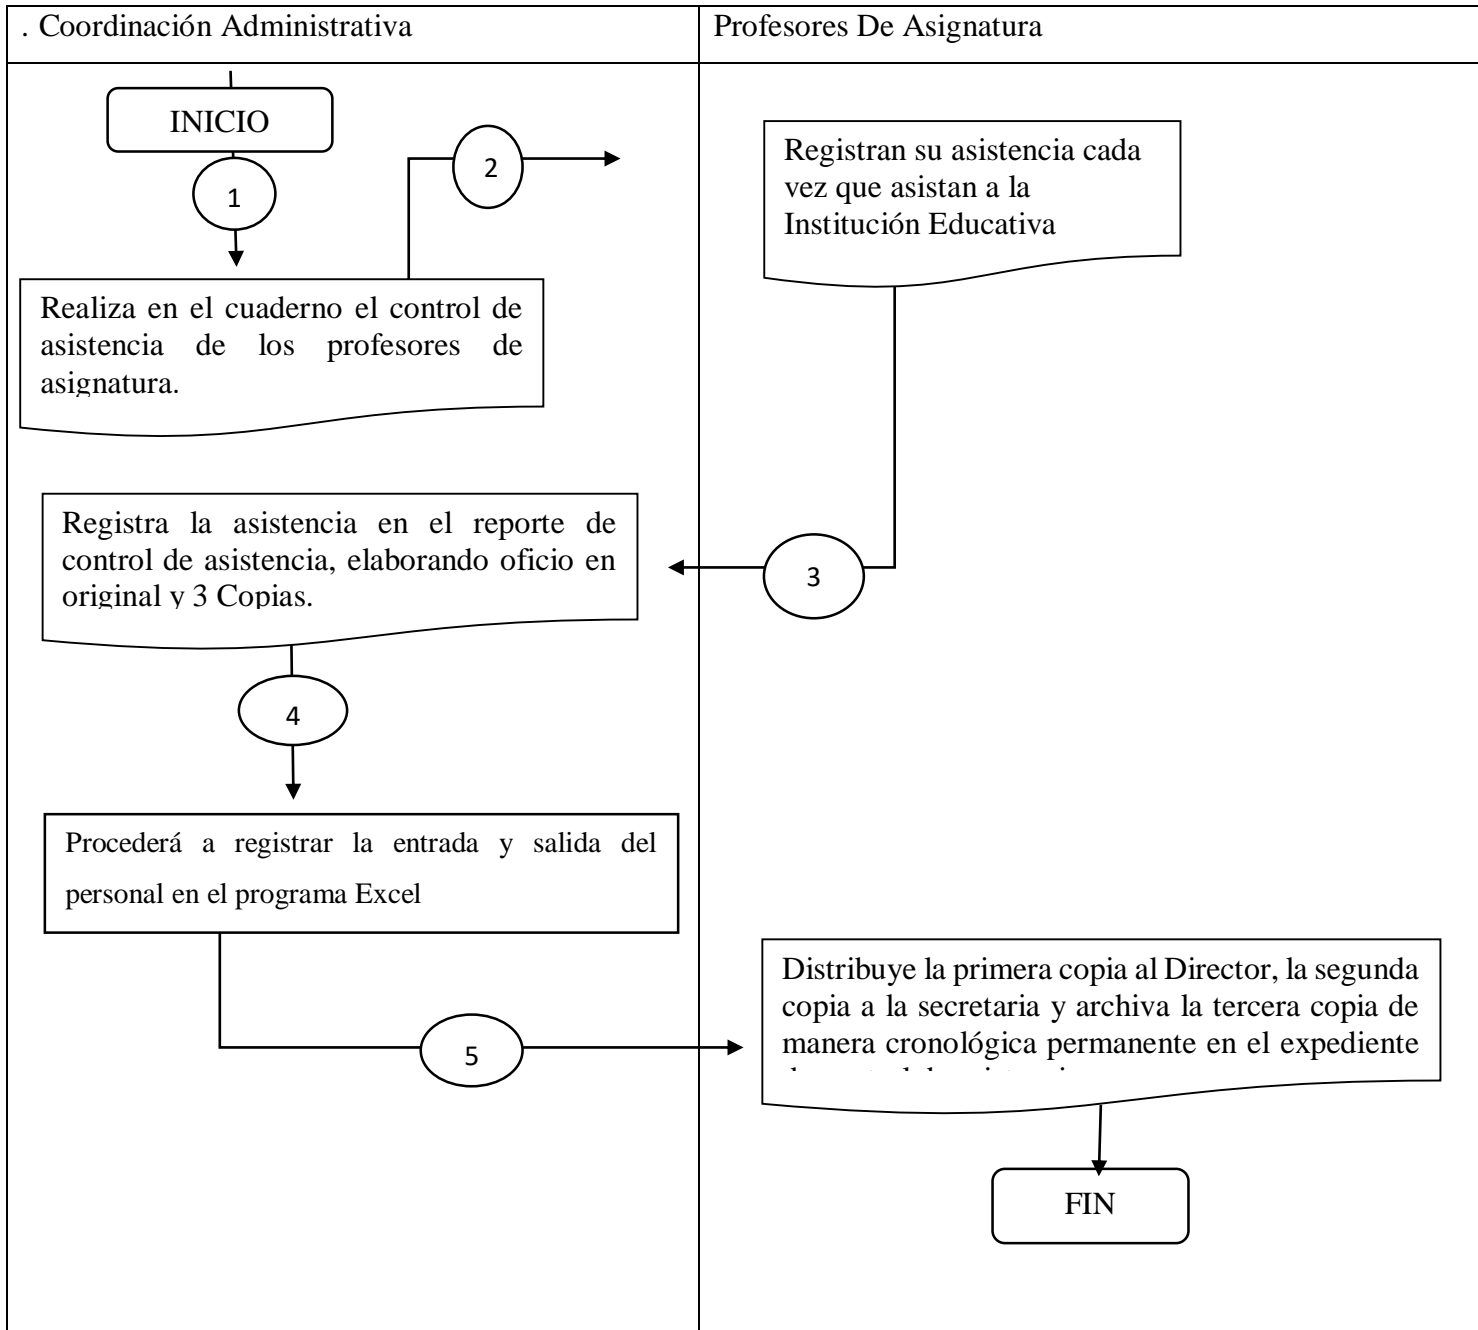 . Coordinación Administrativa
Profesores De Asignatura
INICIO
1
2
Registran su asistencia cada
vez que asistan a la
Institución Educativa
Realiza en el cuaderno el control de
asistencia de los profesores de
asignatura.
Registra la asistencia en el reporte de
control de asistencia, elaborando oficio en
original y 3 Copias.
3
4
Procederá a registrar la entrada y salida del
personal en el programa Excel
Distribuye la primera copia al Director, la segunda
copia a la secretaria y archiva la tercera copia de
manera cronológica permanente en el expediente
5
FIN